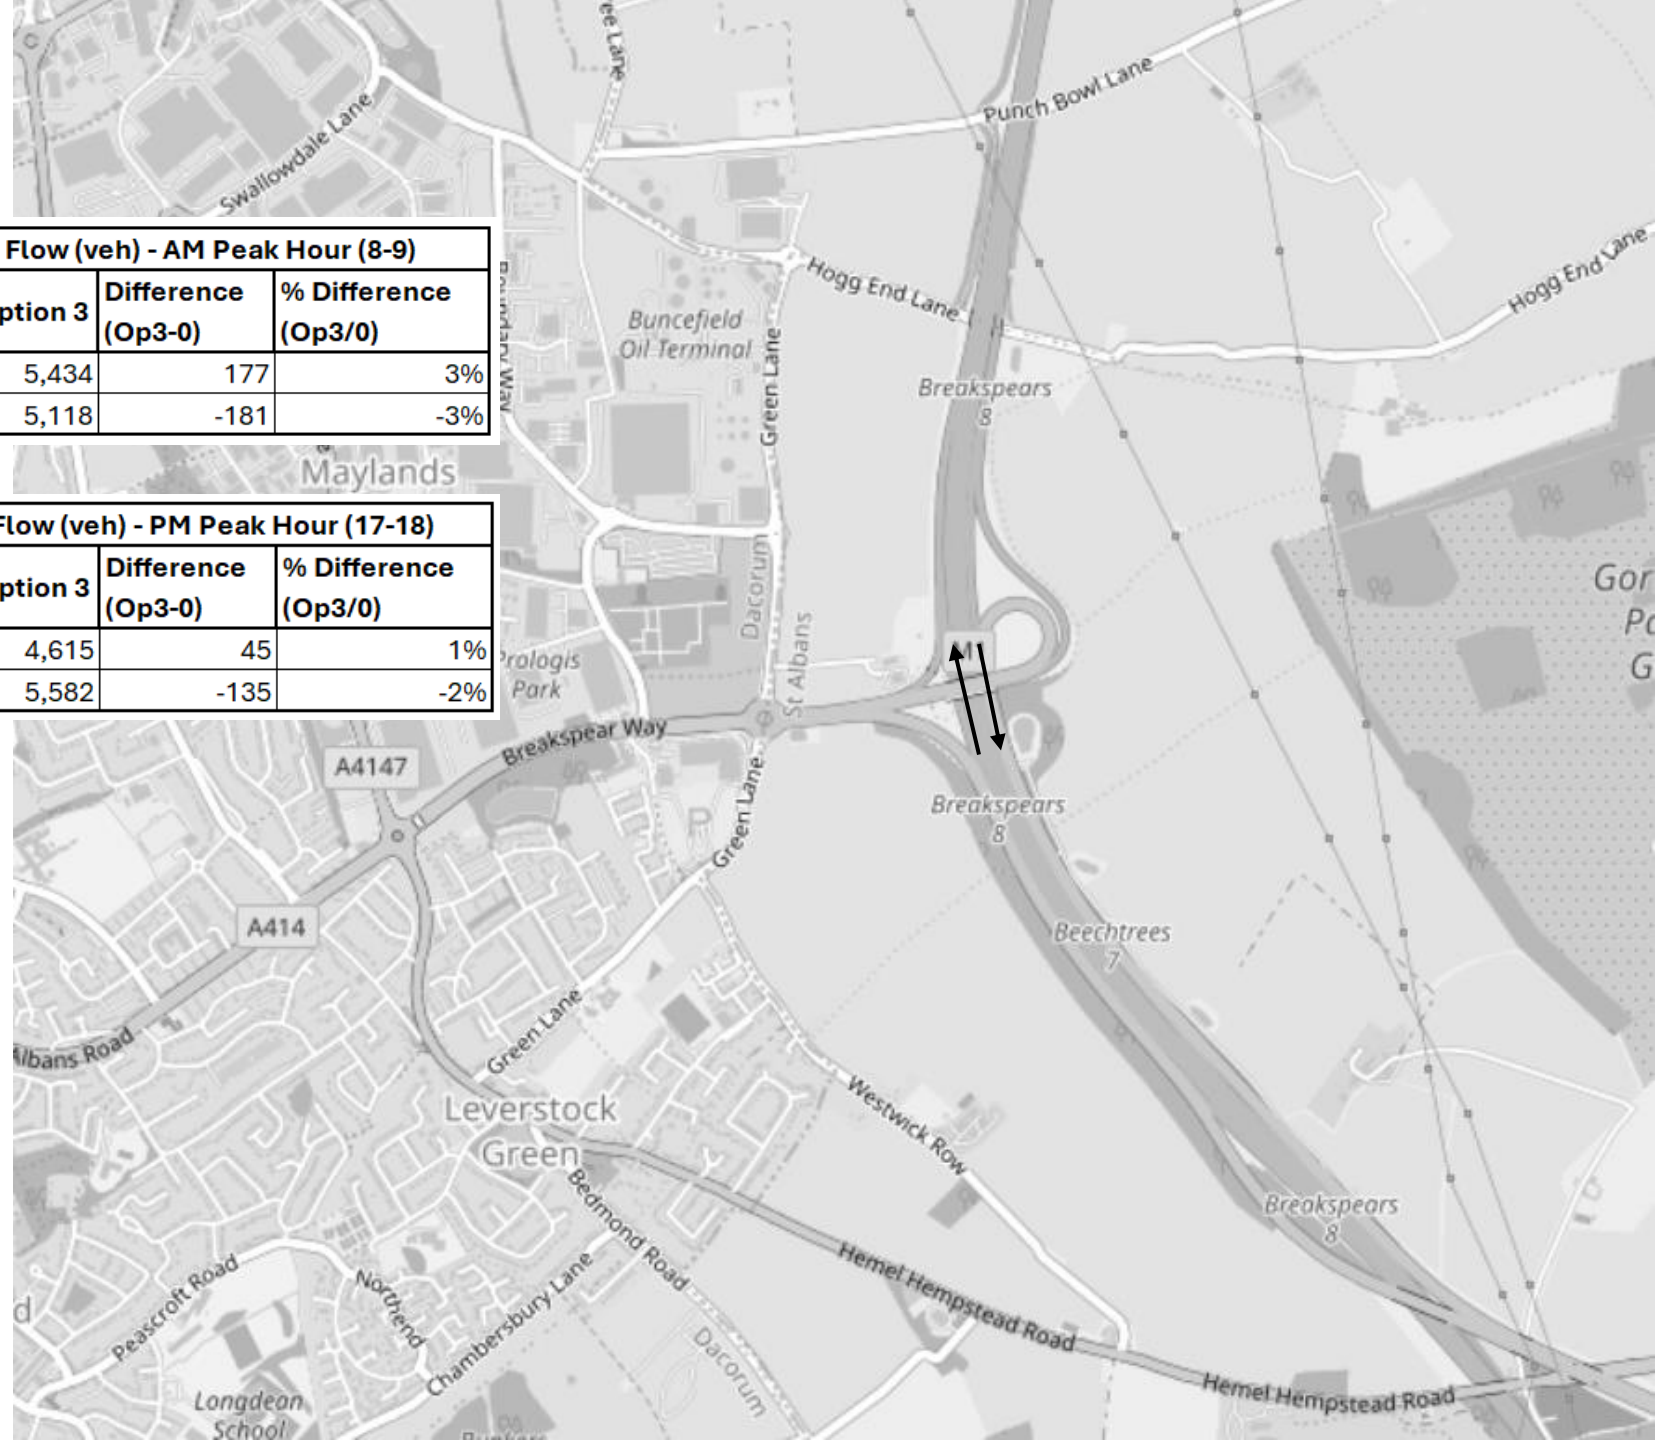 ee Lane
C
Punch Bowl Lane
Swallowdale Lane
Flow (veh) - AM Peak Hour (8-9)
ption 3 Difference (Op3-0) % Difference (Op3/0)
5,434 177 3%
5,118 -181 -3%
Hogg End Lane
Hogg End Lane
Buncefield
Oil Terminal
Green Lane
Breakspears
8
Maylands
Flow (veh) - PM Peak Hour (17-18)
ption 3 Difference (Op3-0) % Difference (Op3/0)
4,615 45 1%
5,582 -135 -2%
Dacorum
St Albans
Gor
Prologis
Park
M1
G
Breakspear Way
A4147
Green Lane
P
Breakspears
8
A414
Beechtrees
7
Albans Road
Green Lane
Leverstock
Green
Westwick Row
Bedmond Road
Breakspears
8
Hemel Hempstead Road
Peascroft Road
Northend
Chambersbury Lane
d
Dacorum
Hemel Hempstead Road
Longdean
School